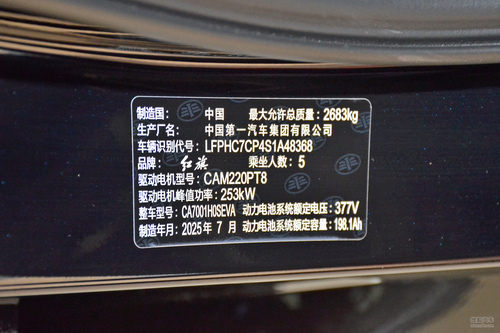 制造国： 中国 最大允许总质量：2683kg
生产厂名： 中国第一汽车集团有限公司
车辆识别代号：LFPHC7CP4S1A48368
品牌： 红旗 乘坐人数：5
驱动电机型号：CAM220PT8
驱动电机峰值功率：253kW
整车型号：CA7001H0SEVA 动力电池系统额定电压：377V
制造年月：2025年 7月 动力电池系统额定容量：198.1Ah